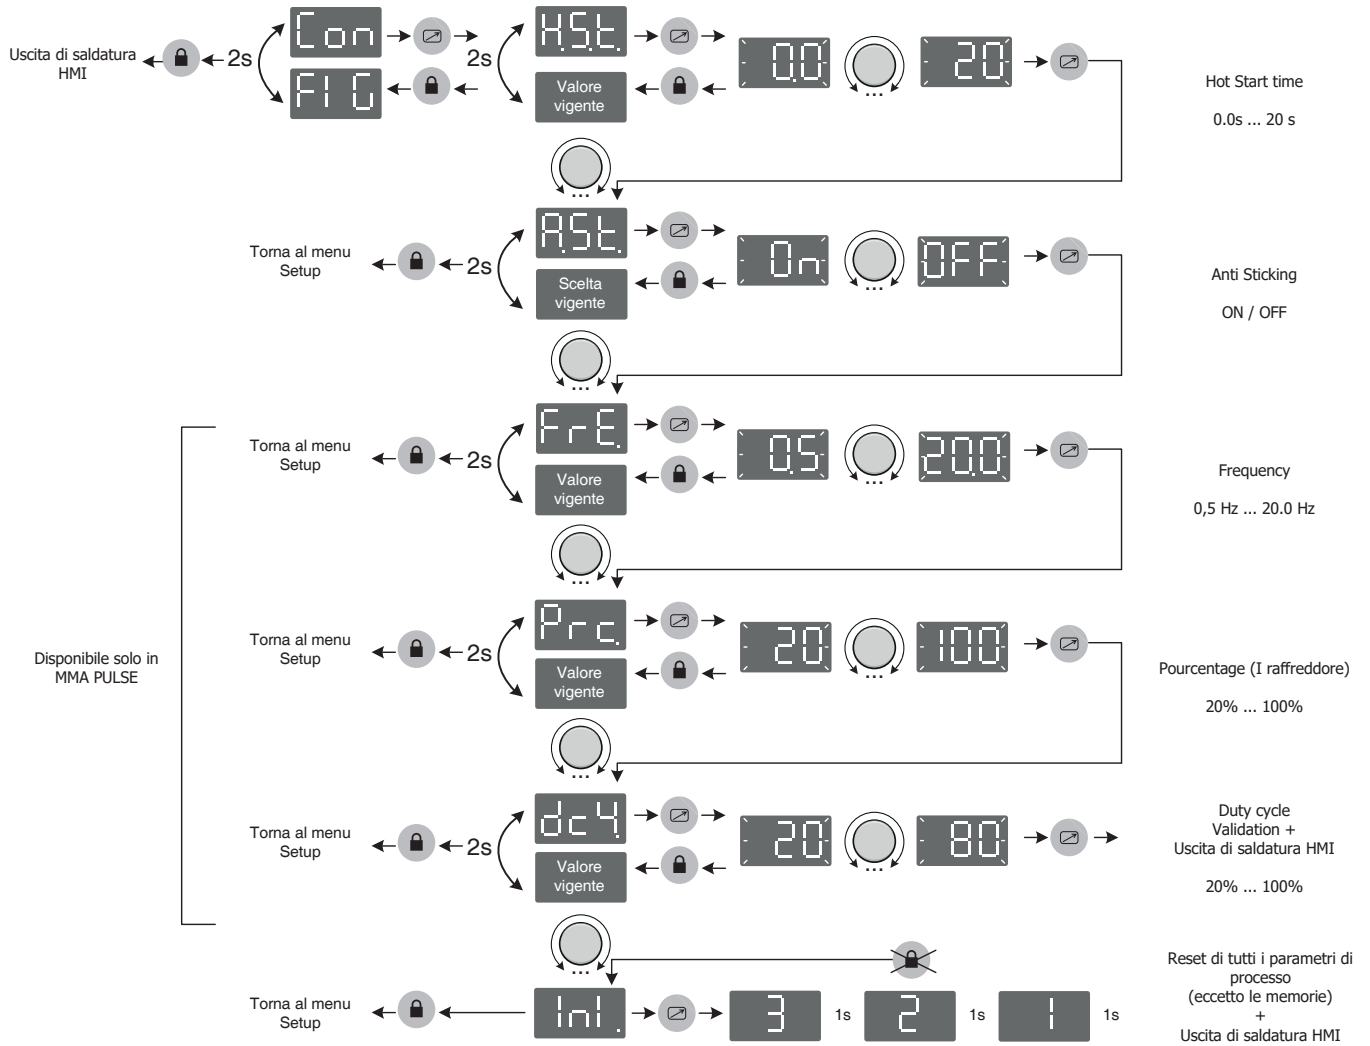 Uscita di saldatura
HMI
2s
Con
FIG
2s
H.St.
Valore
vigente
0.0
...
20
Hot Start time
0.0s ... 20 s
...
Torna al menu
Setup
2s
A.St.
Scelta
vigente
On
...
OFF
Anti Sticking
ON / OFF
...
Disponibile solo in
MMA PULSE
Torna al menu
Setup
2s
FrE.
Valore
vigente
0.5
...
20.0
Frequency
0,5 Hz ... 20.0 Hz
...
Torna al menu
Setup
2s
Prc.
Valore
vigente
20
...
100
Pourcentage (I raffreddore)
20% ... 100%
...
Torna al menu
Setup
2s
dcY.
Valore
vigente
20
...
80
Duty cycle
Validation +
Uscita di saldatura HMI
20% ... 100%
...
Torna al menu
Setup
InI.
3
1s
2
1s
1
1s
Reset di tutti i parametri di
processo
(eccetto le memorie)
+
Uscita di saldatura HMI